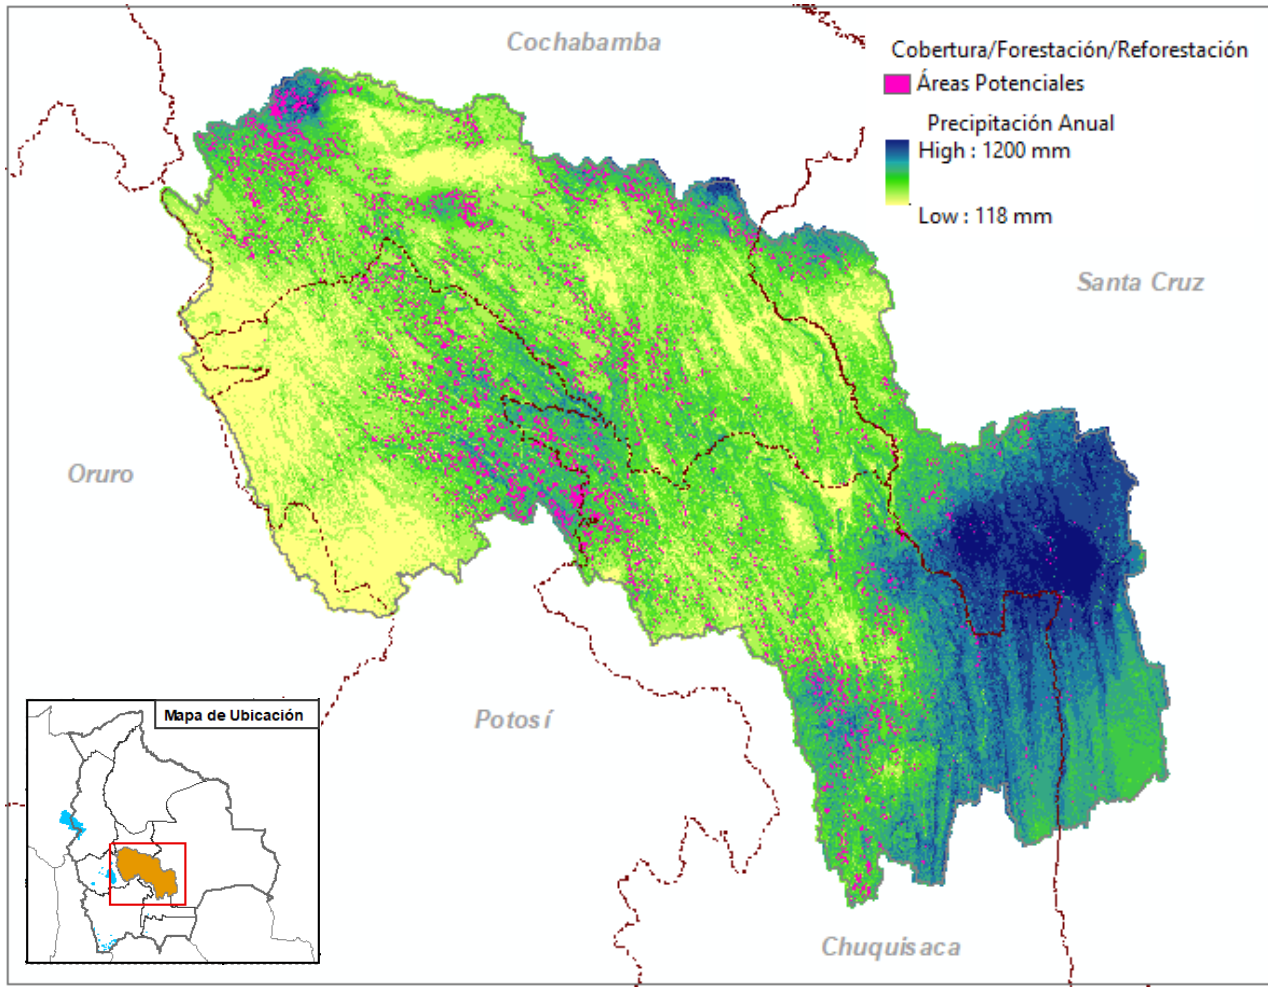 Cochabamba
Cobertura/Forestación/Reforestación
Áreas Potenciales
Precipitación Anual
High : 1200 mm
Low : 118 mm
Santa Cruz
Oruro
Mapa de Ubicación
Potosí
Chuquisaca